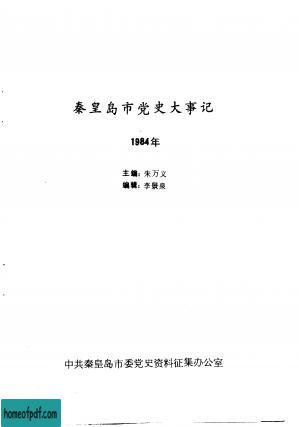 秦皇岛市党史大事记
1984年
主编：朱万义
编辑：李景泉
中共秦皇岛市委党史资料征集办公室
homeofpdf.com